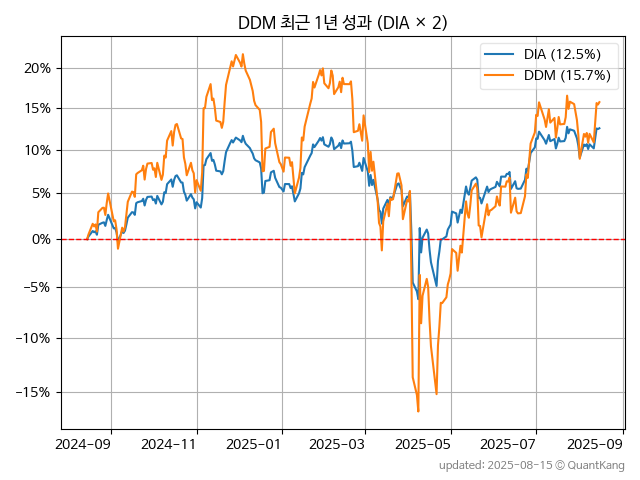 DDM 최근 1년 성과 (DIA × 2)
DIA (12.5%)
DDM (15.7%)
20%
15%
10%
5%
0%
−5%
−10%
−15%
2024-09 2024-11 2025-01 2025-03 2025-05 2025-07 2025-09
updated: 2025-08-15 © QuantKang